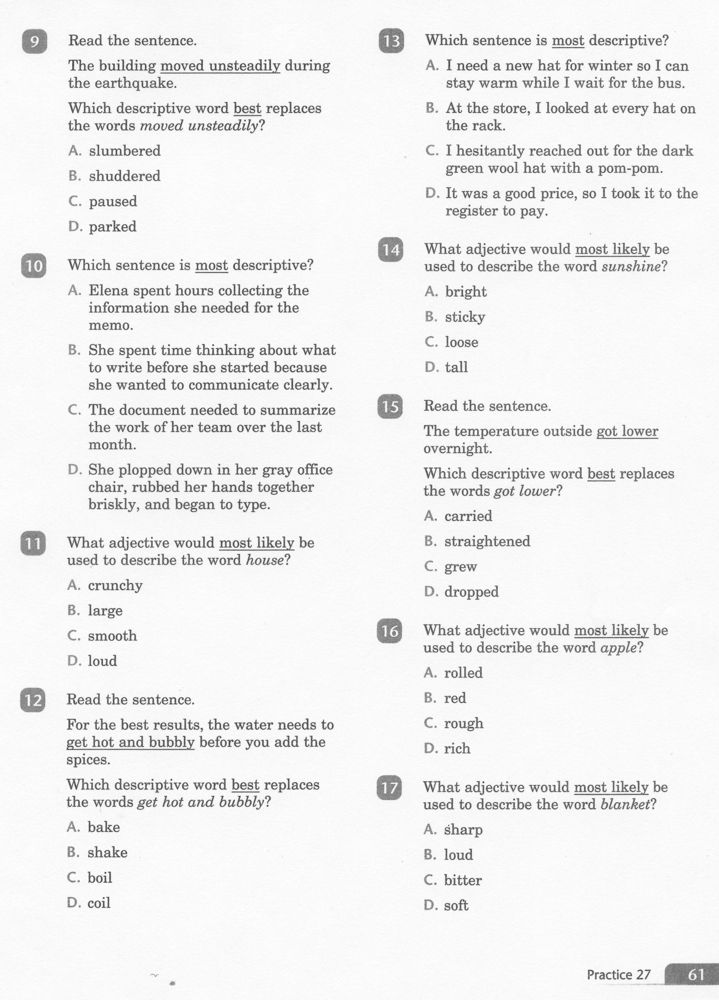 9 Read the sentence.
The building moved unsteadily during
the earthquake.
Which descriptive word best replaces
the words moved unsteadily?
A. slumbered
B. shuddered
C. paused
D. parked
10 Which sentence is most descriptive?
A. Elena spent hours collecting the
information she needed for the
memo.
B. She spent time thinking about what
to write before she started because
she wanted to communicate clearly.
C. The document needed to summarize
the work of her team over the last
month.
D. She plopped down in her gray office
chair, rubbed her hands together
briskly, and began to type.
11 What adjective would most likely be
used to describe the word house?
A. crunchy
B. large
C. smooth
D. loud
12 Read the sentence.
For the best results, the water needs to
get hot and bubbly before you add the
spices.
Which descriptive word best replaces
the words get hot and bubbly?
A. bake
B. shake
C. boil
D. coil
13 Which sentence is most descriptive?
A. I need a new hat for winter so I can
stay warm while I wait for the bus.
B. At the store, I looked at every hat on
the rack.
C. I hesitantly reached out for the dark
green wool hat with a pom-pom.
D. It was a good price, so I took it to the
register to pay.
14 What adjective would most likely be
used to describe the word sunshine?
A. bright
B. sticky
C. loose
D. tall
15 Read the sentence.
The temperature outside got lower
overnight.
Which descriptive word best replaces
the words got lower?
A. carried
B. straightened
C. grew
D. dropped
16 What adjective would most likely be
used to describe the word apple?
A. rolled
B. red
C. rough
D. rich
17 What adjective would most likely be
used to describe the word blanket?
A. sharp
B. loud
C. bitter
D. soft
Practice 27 61